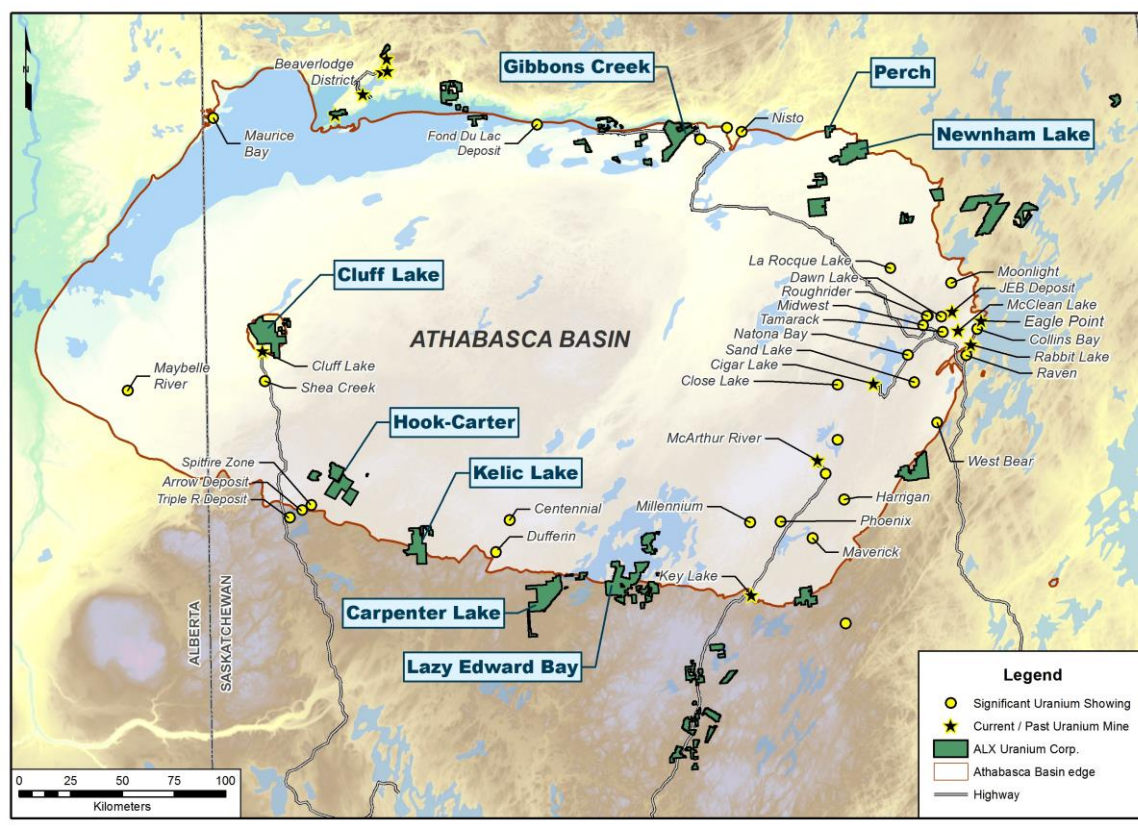 N
Beaverlodge
District
Gibbons Creek
Perch
Maurice
Bay
Fond Du Lac
Deposit
Nisto
Newnham Lake
Cluff Lake
La Rocque Lake
Dawn Lake
Roughrider
Midwest
Tamarack
Natona Bay
Sand Lake
Cigar Lake
Close Lake
Moonlight
JEB Deposit
McClean Lake
Eagle Point
Collins Bay
Rabbit Lake
Raven
ATHABASCA BASIN
Maybelle
River
Cluff Lake
Shea Creek
Hook-Carter
McArthur River
West Bear
Spitfire Zone
Arrow Deposit
Triple R Deposit
Kelic Lake
Centennial
Dufferin
Millennium
Harrigan
Phoenix
Maverick
Key Lake
Carpenter Lake
Lazy Edward Bay
ALBERTA
SASKATCHEWAN
Legend
Significant Uranium Showing
Current / Past Uranium Mine
ALX Uranium Corp.
Athabasca Basin edge
Highway
0 25 50 75 100
Kilometers